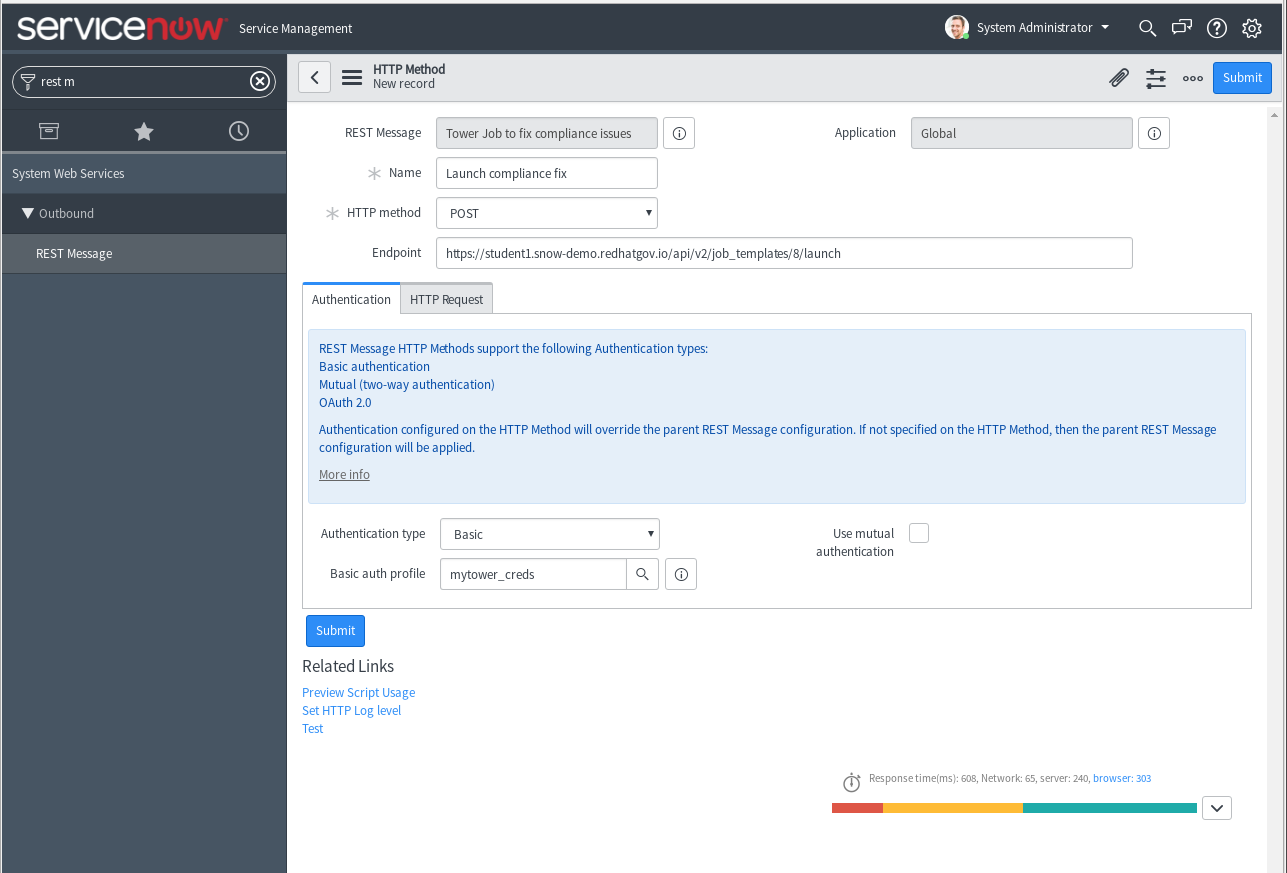 servicenow Service Management
System Administrator
rest m
System Web Services
Outbound
REST Message
HTTP Method
New record
Submit
REST Message Tower Job to fix compliance issues
Application Global
Name Launch compliance fix
HTTP method POST
Endpoint https://student1.snow-demo.redhatgov.io/api/v2/job_templates/8/launch
Authentication HTTP Request
REST Message HTTP Methods support the following Authentication types:
Basic authentication
Mutual (two-way authentication)
OAuth 2.0
Authentication configured on the HTTP Method will override the parent REST Message configuration. If not specified on the HTTP Method, then the parent REST Message
configuration will be applied.
More info
Authentication type Basic
Use mutual
authentication
Basic auth profile mytower_creds
Submit
Related Links
Preview Script Usage
Set HTTP Log level
Test
Response time(ms): 608, Network: 65, server: 240, browser: 303